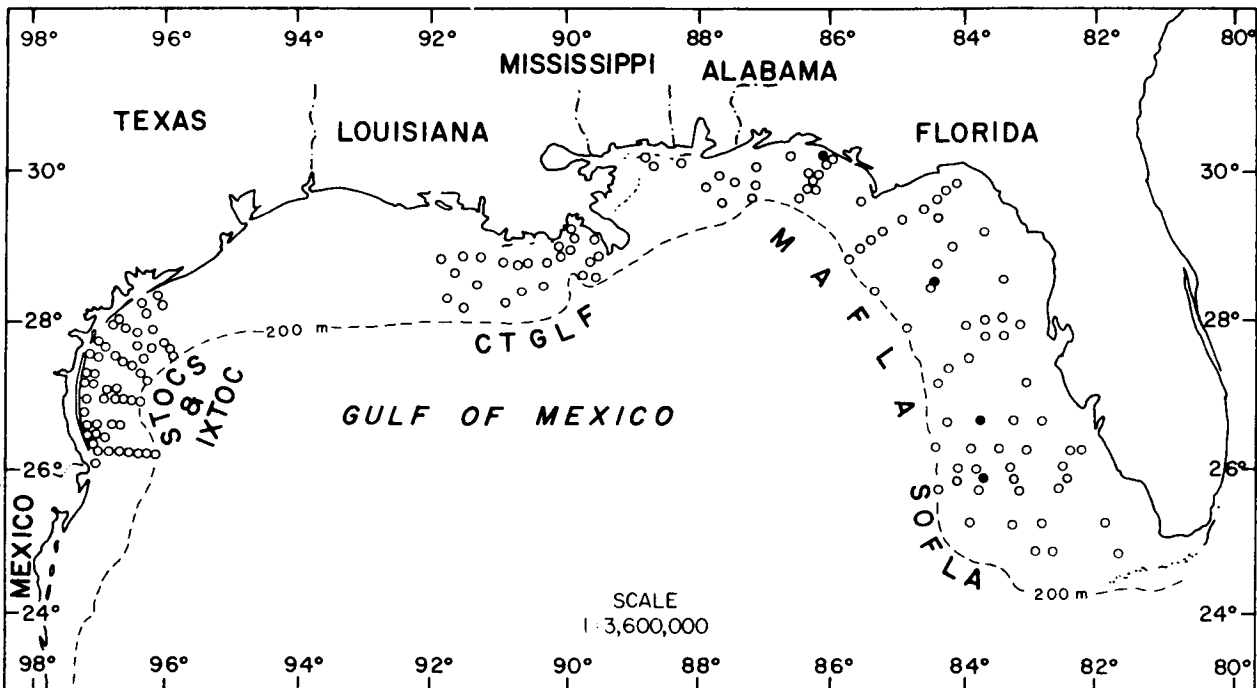 98° 96° 94° 92° 90° 88° 86° 84° 82° 80°
MISSISSIPPI ALABAMA
TEXAS LOUISIANA FLORIDA
30° 30°
MAFLA
28° 28°
200 m
CTGLF
STOCS
&
IXTOC
GULF OF MEXICO
26° 26°
SOFLA
MEXICO
200 m
SCALE
1:3,600,000
24° 24°
98° 96° 94° 92° 90° 88° 86° 84° 82° 80°